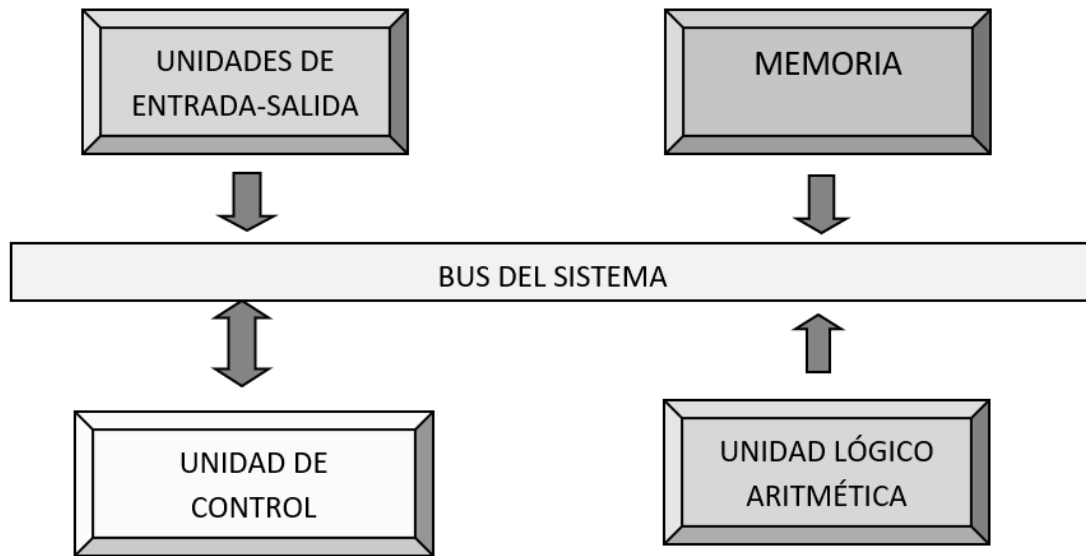 UNIDADES DE
ENTRADA-SALIDA
MEMORIA
BUS DEL SISTEMA
UNIDAD DE
CONTROL
UNIDAD LÓGICO
ARITMÉTICA